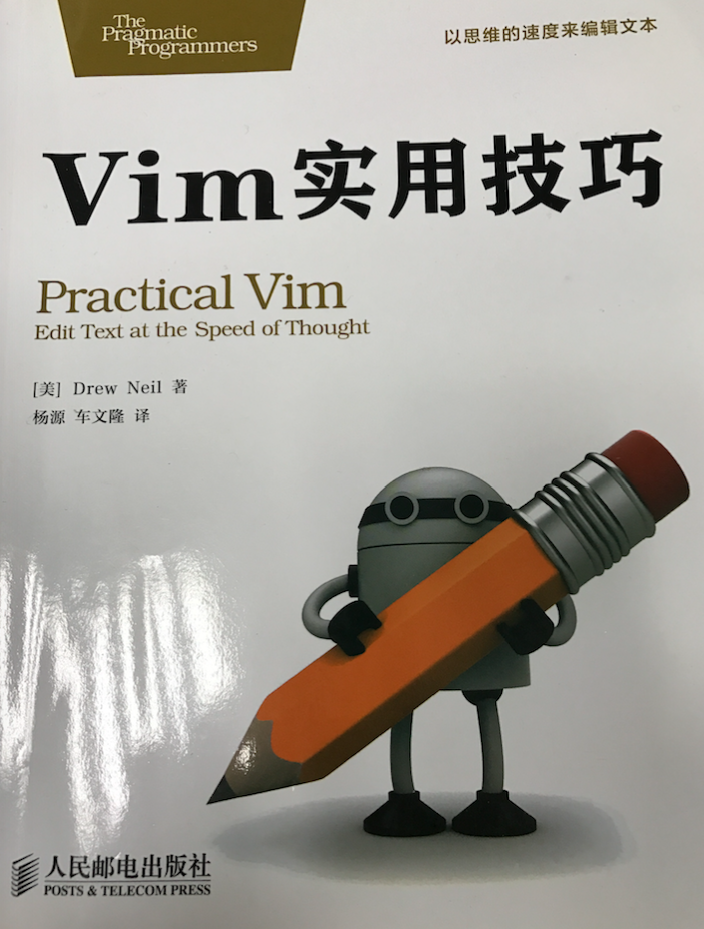 The
Pragmatic
Programmers
以思维的速度来编辑文本
Vim实用技巧
Practical Vim
Edit Text at the Speed of Thought
[美] Drew Neil 著
杨源 车文隆 译
人民邮电出版社
POSTS & TELECOM PRESS